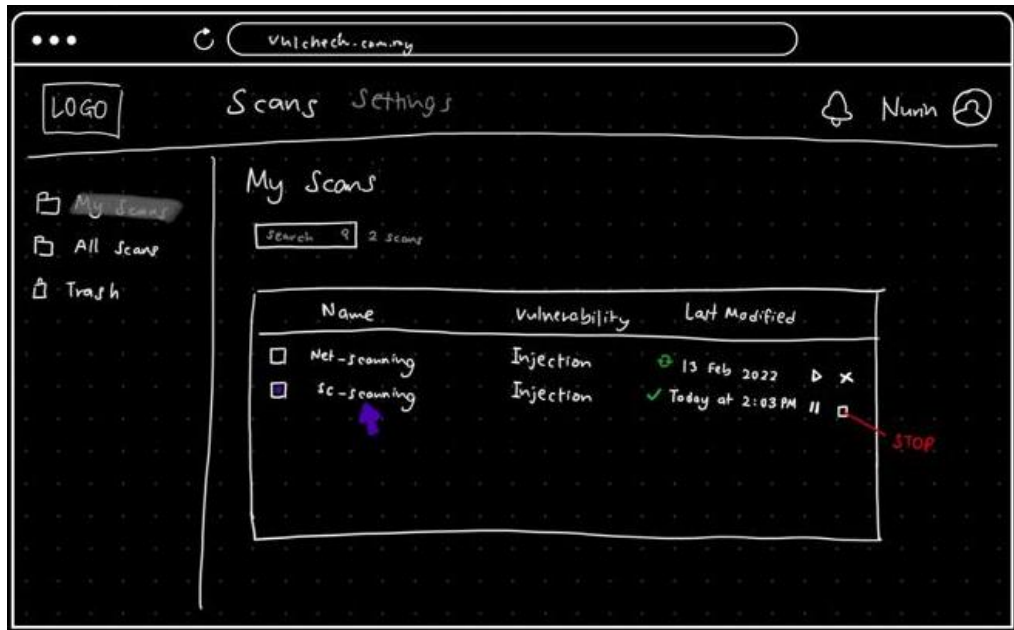 vulcheck.com.my
LOGO Scans Settings Nurin
My Scans
All Scans
Trash
My Scans
Search 2 scans
Name Vulnerability Last Modified
Net-scanning Injection 13 Feb 2022
sc-scanning Injection Today at 2:03 PM
STOP